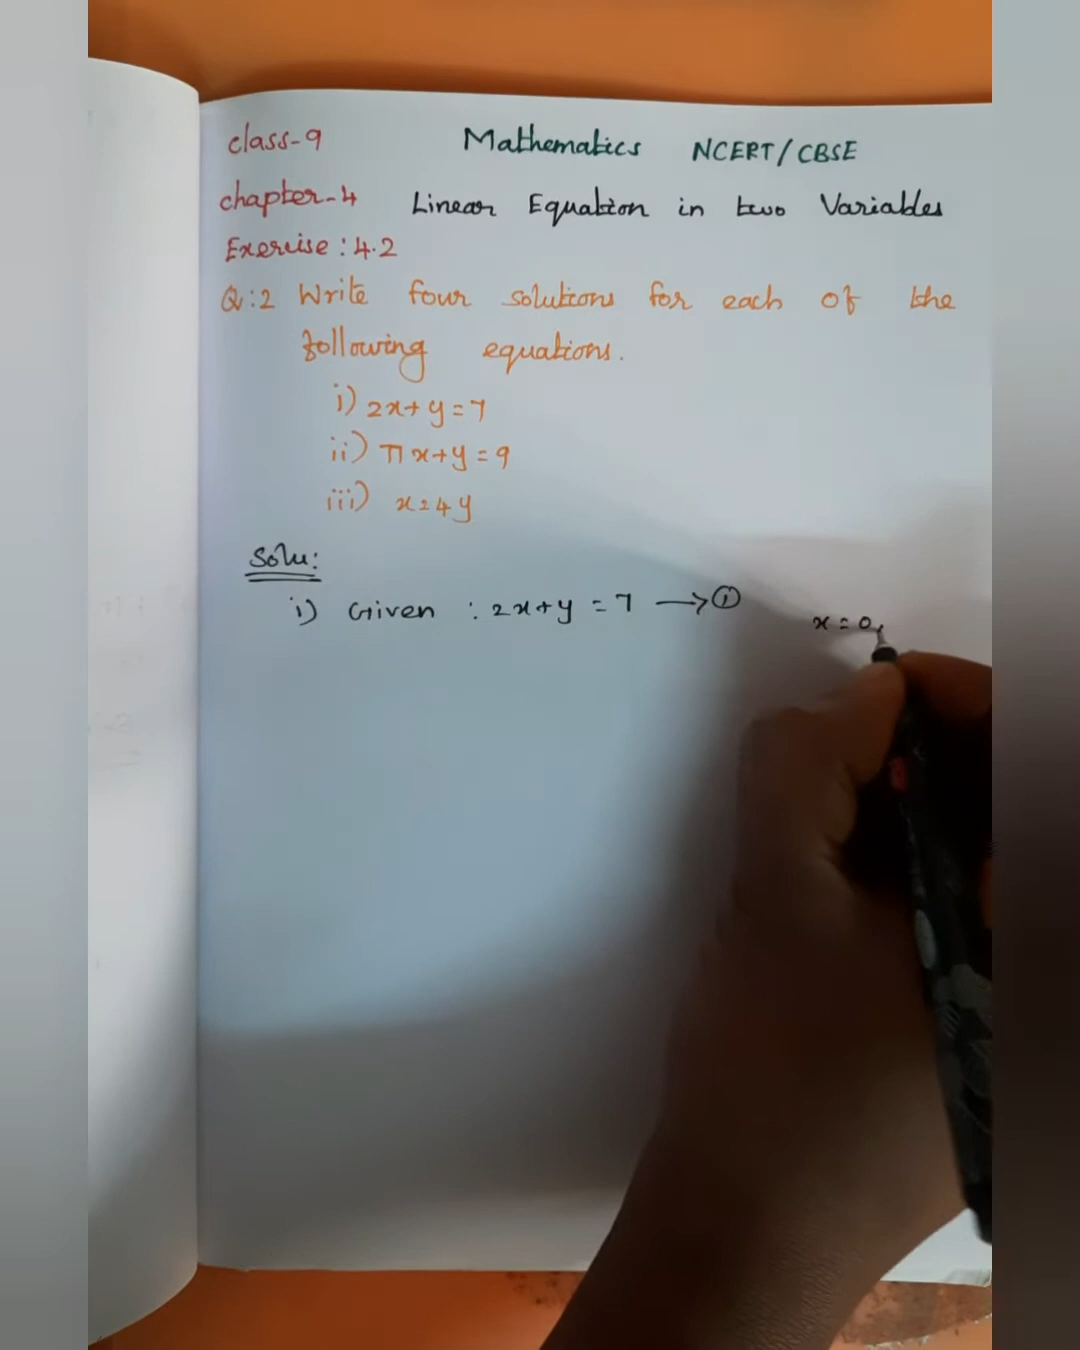 class-9 Mathematics NCERT/CBSE
chapter-4 Linear Equation in two Variables
Exercise : 4.2
Q:2 Write four solutions for each of the
following equations.
i) 2x+y=7
ii) πx+y=9
iii) x=4y
Solu:
i) Given : 2x+y=7 →①
x=0,